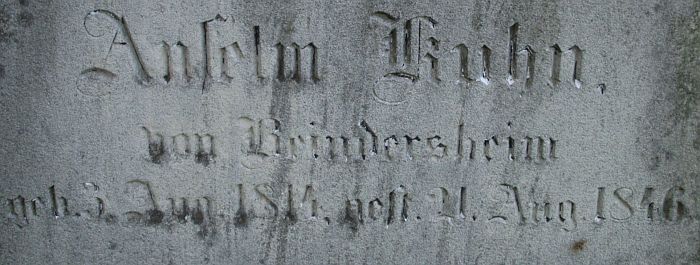 Anſelm Kuhn,
von Beindersheim
geb. 3. Aug. 1814, geſt. 21. Aug. 1846